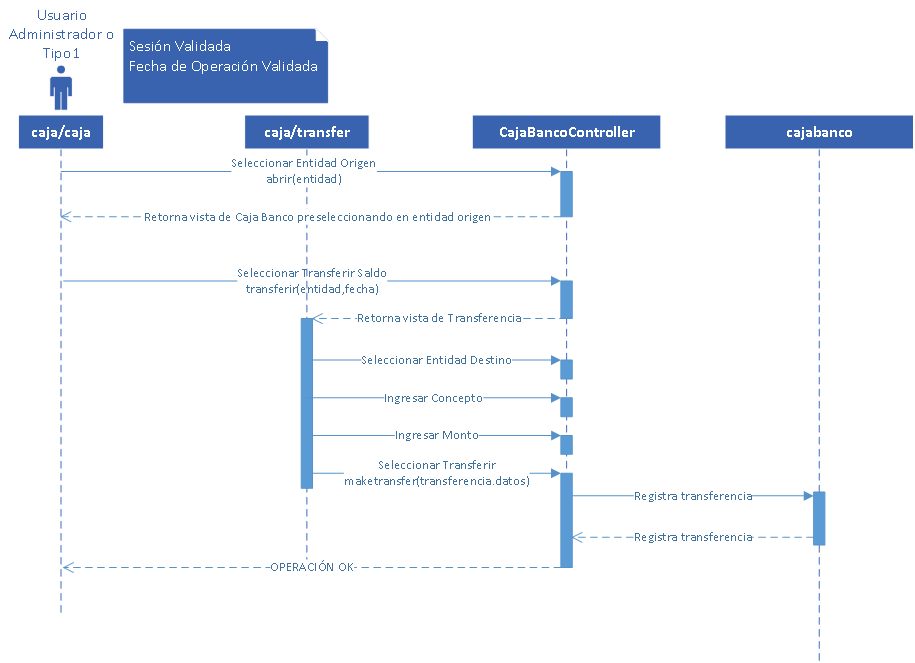 Usuario
Administrador o
Tipo1
Sesión Validada
Fecha de Operación Validada
caja/caja
caja/transfer
CajaBancoController
cajabanco
Seleccionar Entidad Origen
abrir(entidad)
Retorna vista de Caja Banco preseleccionando en entidad origen
Seleccionar Transferir Saldo
transferir(entidad,fecha)
Retorna vista de Transferencia
Seleccionar Entidad Destino
Ingresar Concepto
Ingresar Monto
Seleccionar Transferir
maketransfer(transferencia.datos)
Registra transferencia
Registra transferencia
OPERACIÓN OK